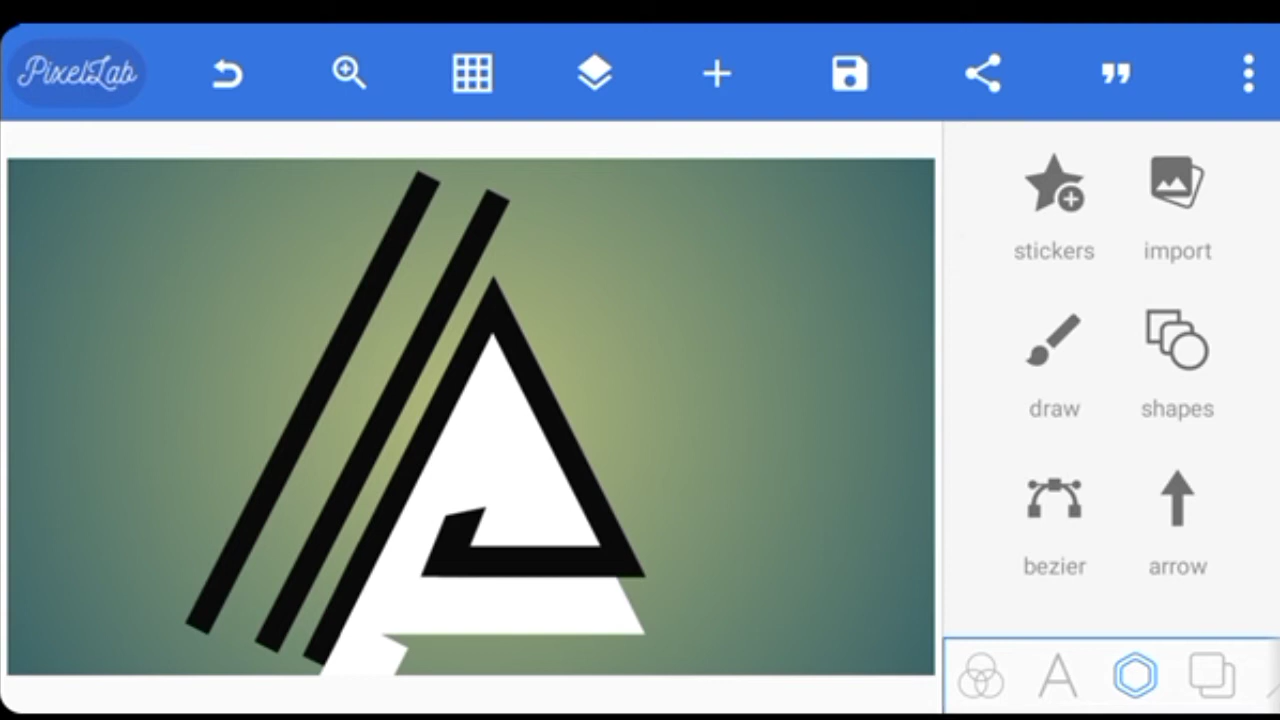 PixelLab
stickers
import
draw
shapes
bezier
arrow